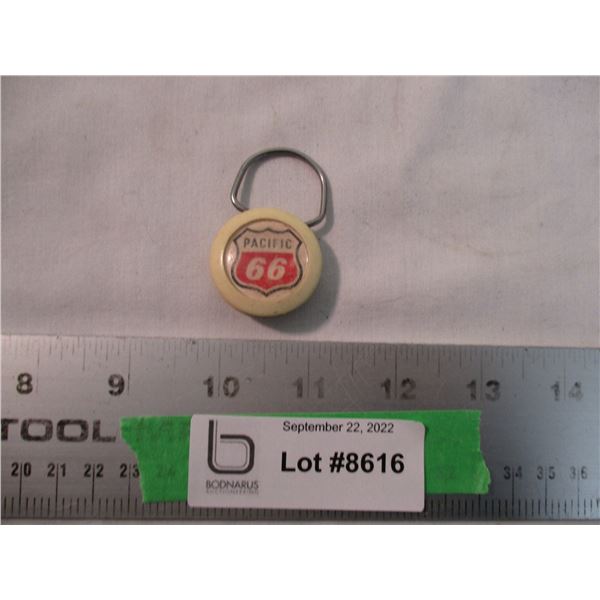 PACIFIC
66
8 9 10 11 12 13 14
TOOL
20 21 22 23 34 35 36
September 22, 2022
Lot #8616
BODNARUS
AUCTIONEERING